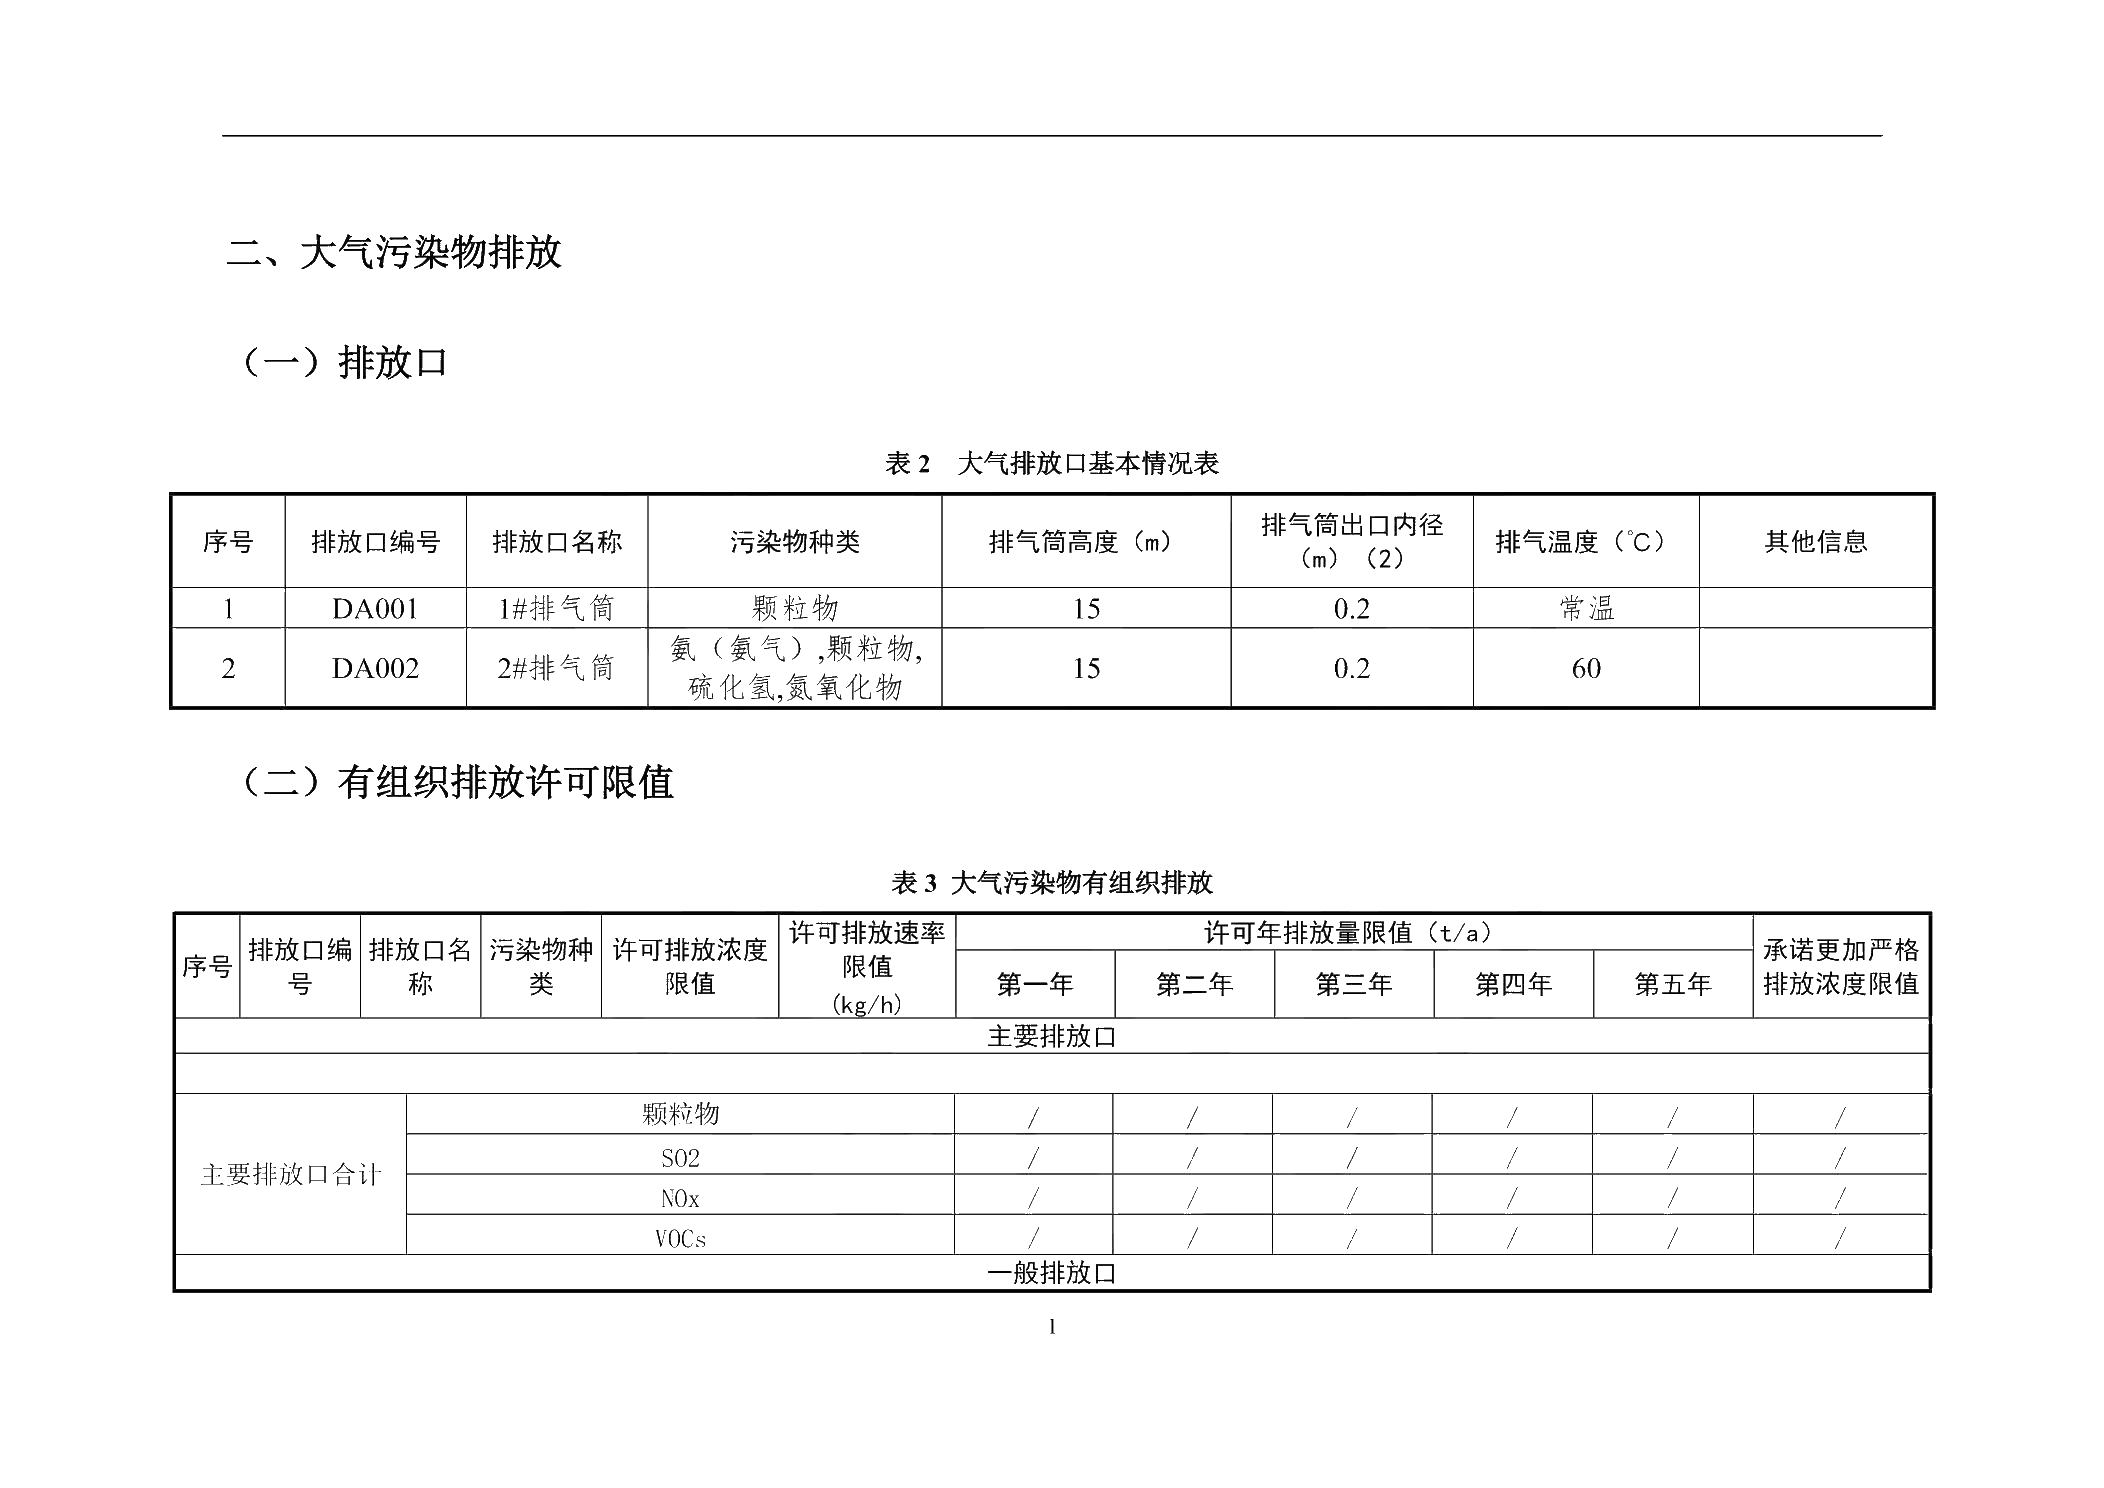 二、大气污染物排放
（一）排放口
表 2 大气排放口基本情况表
序号 排放口编号 排放口名称 污染物种类 排气筒高度（m） 排气筒出口内径（m）（2） 排气温度（℃） 其他信息
1 DA001 1#排气筒 颗粒物 15 0.2 常温
2 DA002 2#排气筒 氨（氨气）,颗粒物,硫化氢,氮氧化物 15 0.2 60
（二）有组织排放许可限值
表 3 大气污染物有组织排放
序号 排放口编号 排放口名称 污染物种类 许可排放浓度限值 许可排放速率限值(kg/h) 许可年排放量限值（t/a） 承诺更加严格排放浓度限值
第一年 第二年 第三年 第四年 第五年
主要排放口
主要排放口合计 颗粒物 / / / / / /
SO2 / / / / / /
NOx / / / / / /
VOCs / / / / / /
一般排放口
1